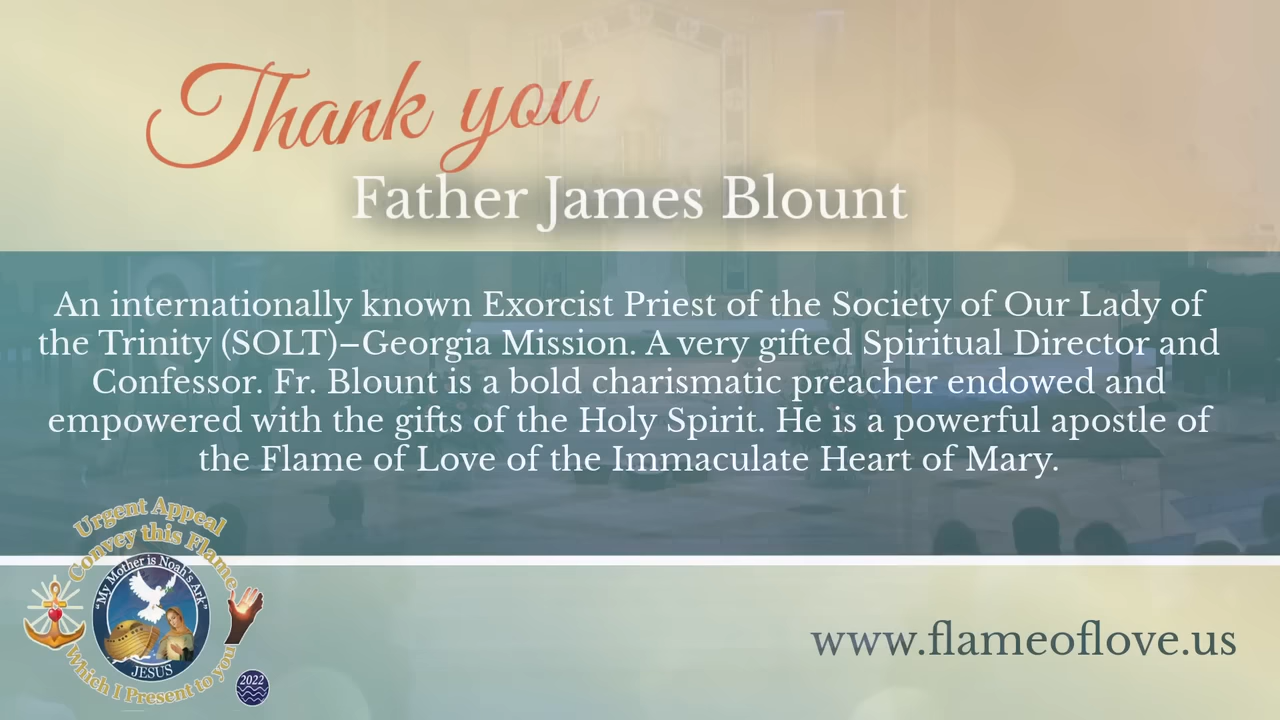 Thank you
Father James Blount
An internationally known Exorcist Priest of the Society of Our Lady of
the Trinity (SOLT)–Georgia Mission. A very gifted Spiritual Director and
Confessor. Fr. Blount is a bold charismatic preacher endowed and
empowered with the gifts of the Holy Spirit. He is a powerful apostle of
the Flame of Love of the Immaculate Heart of Mary.
Urgent Appeal
Convey this Flame
"My Mother is Noah's Ark"
JESUS
Which I Present to you
2022
www.flameoflove.us